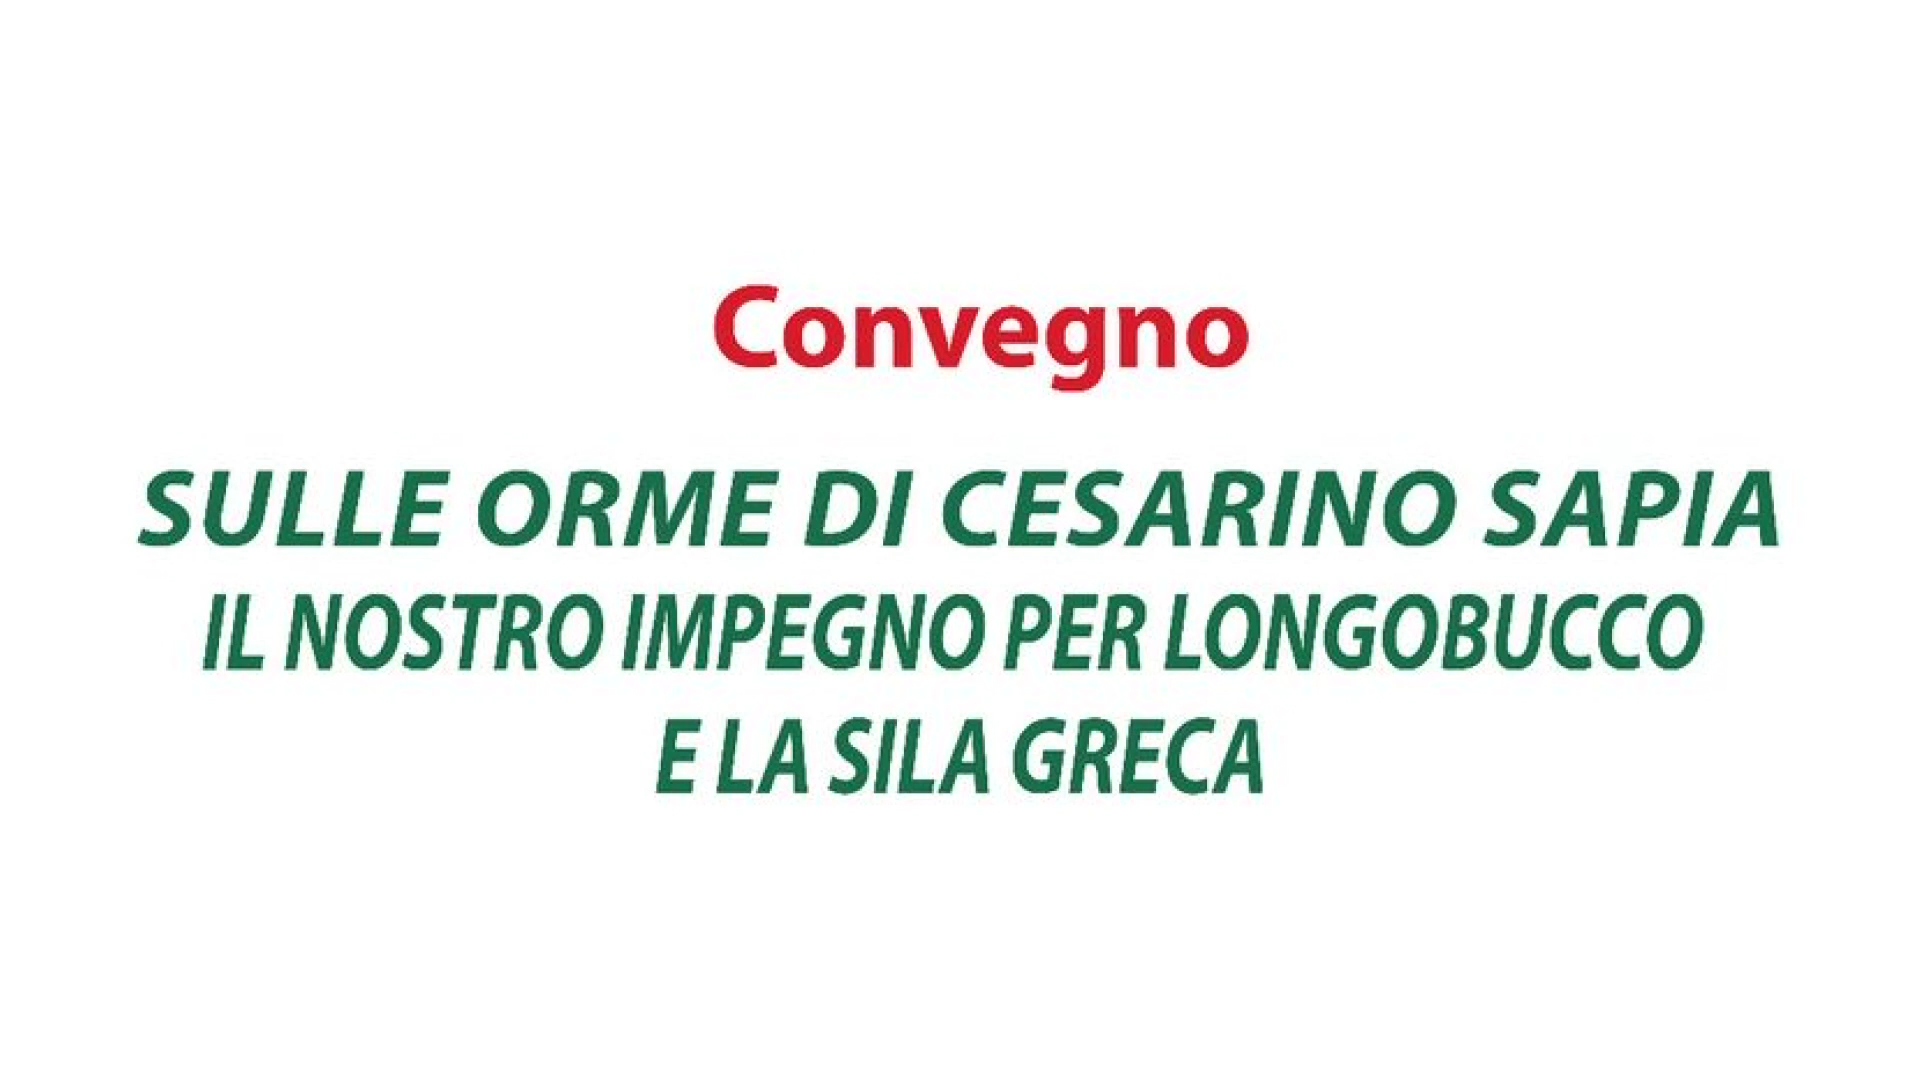 Convegno
SULLE ORME DI CESARINO SAPIA
IL NOSTRO IMPEGNO PER LONGOBUCCO
E LA SILA GRECA